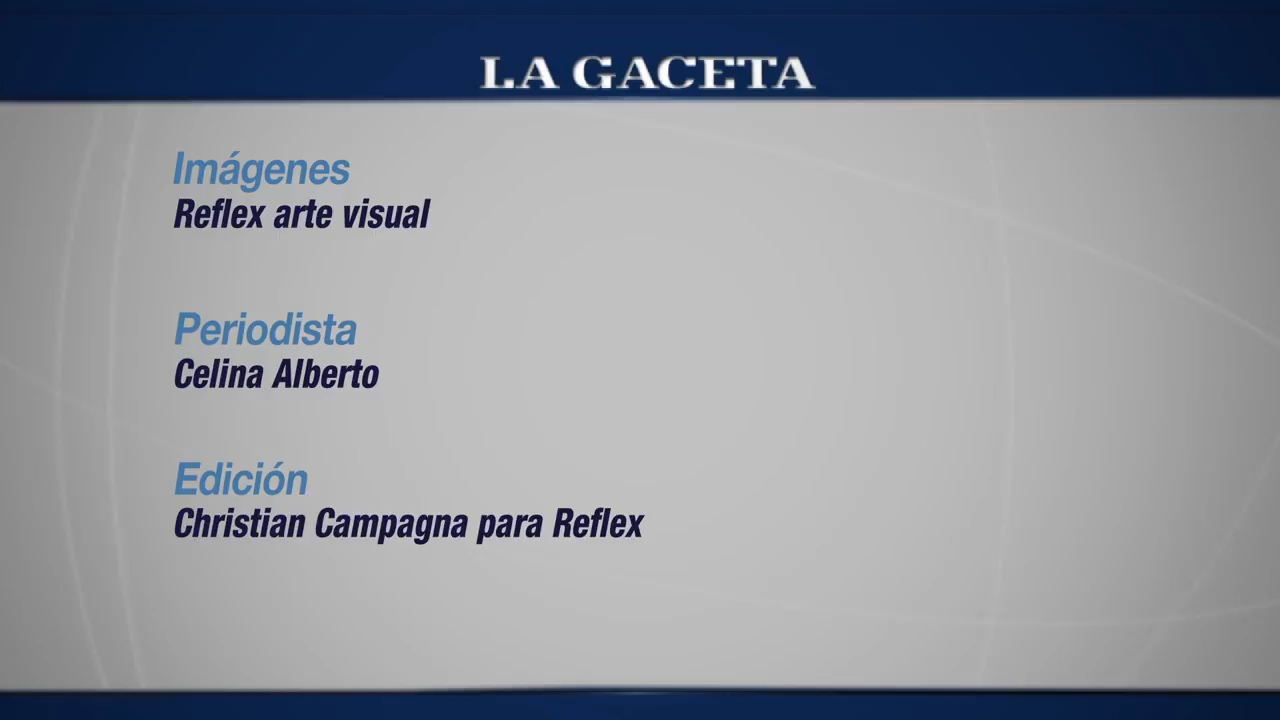 LA GACETA
Imágenes
Reflex arte visual
Periodista
Celina Alberto
Edición
Christian Campagna para Reflex